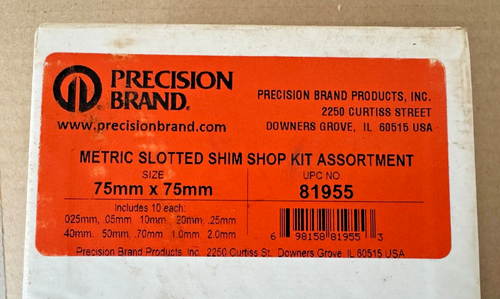 PRECISION
BRAND®
www.precisionbrand.com
PRECISION BRAND PRODUCTS, INC.
2250 CURTISS STREET
DOWNERS GROVE, IL 60515 USA
METRIC SLOTTED SHIM SHOP KIT ASSORTMENT
SIZE
75mm x 75mm
UPC NO
81955
Includes 10 each:
.025mm, .05mm, .10mm, .20mm, .25mm
.40mm, .50mm, .70mm, 1.0mm, 2.0mm
6 98158 81955 3
Precision Brand Products, Inc. 2250 Curtiss St. Downers Grove, IL 60515 USA.